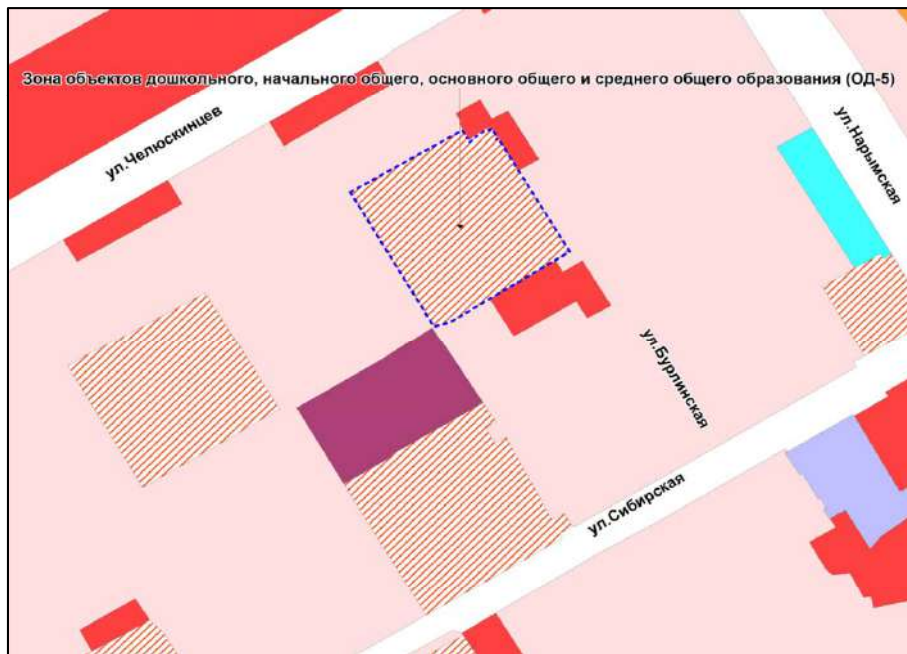 Зона объектов дошкольного, начального общего, основного общего и среднего общего образования (ОД-5)
ул.Челюскинцев
ул.Нарымская
ул.Бурлинская
ул.Сибирская